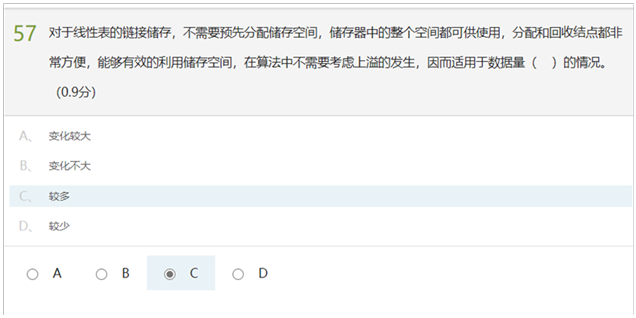 57 对于线性表的链接储存，不需要预先分配储存空间，储存器中的整个空间都可供使用，分配和回收结点都非
常方便，能够有效的利用储存空间，在算法中不需要考虑上溢的发生，因而适用于数据量（ ）的情况。
（0.9分）
A、 变化较大
B、 变化不大
C、 较多
D、 较少
A B C D